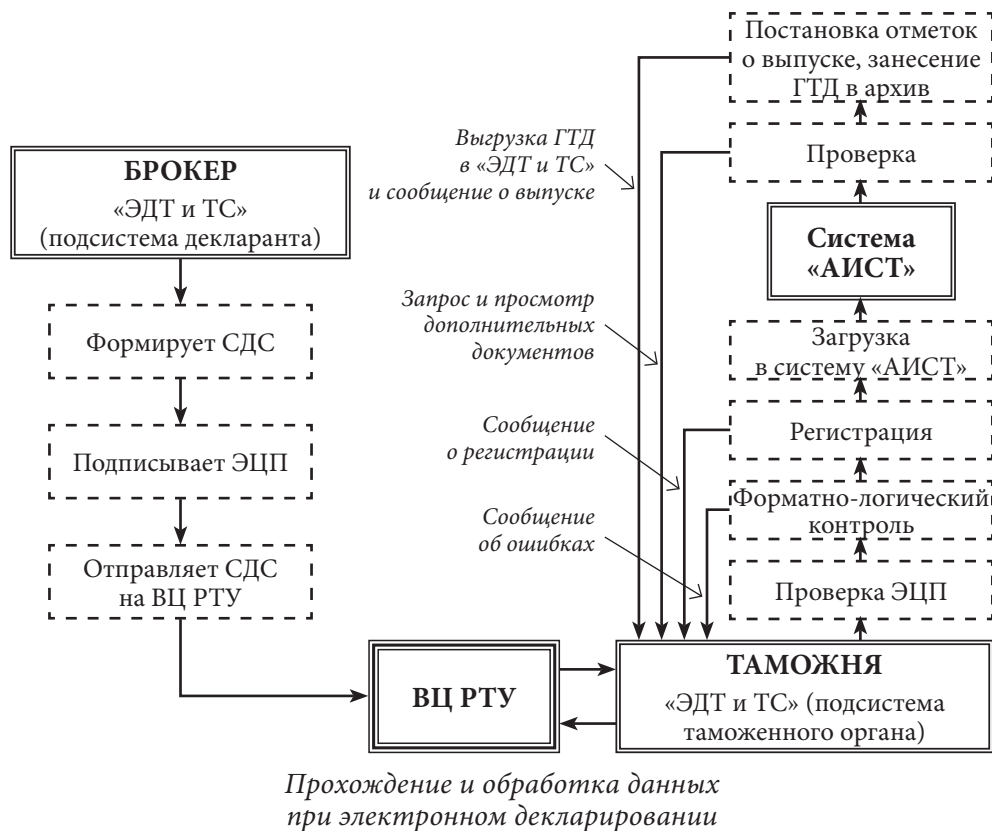 БРОКЕР
«ЭДТ и ТС»
(подсистема декларанта)
Формирует СДС
Подписывает ЭЦП
Отправляет СДС
на ВЦ РТУ
ВЦ РТУ
ТАМОЖНЯ
«ЭДТ и ТС» (подсистема
таможенного органа)
Проверка ЭЦП
Форматно-логический
контроль
Регистрация
Загрузка
в систему «АИСТ»
Система
«АИСТ»
Проверка
Постановка отметок
о выпуске, занесение
ГТД в архив
Выгрузка ГТД
в «ЭДТ и ТС»
и сообщение о выпуске
Запрос и просмотр
дополнительных
документов
Сообщение
о регистрации
Сообщение
об ошибках
Прохождение и обработка данных
при электронном декларировании